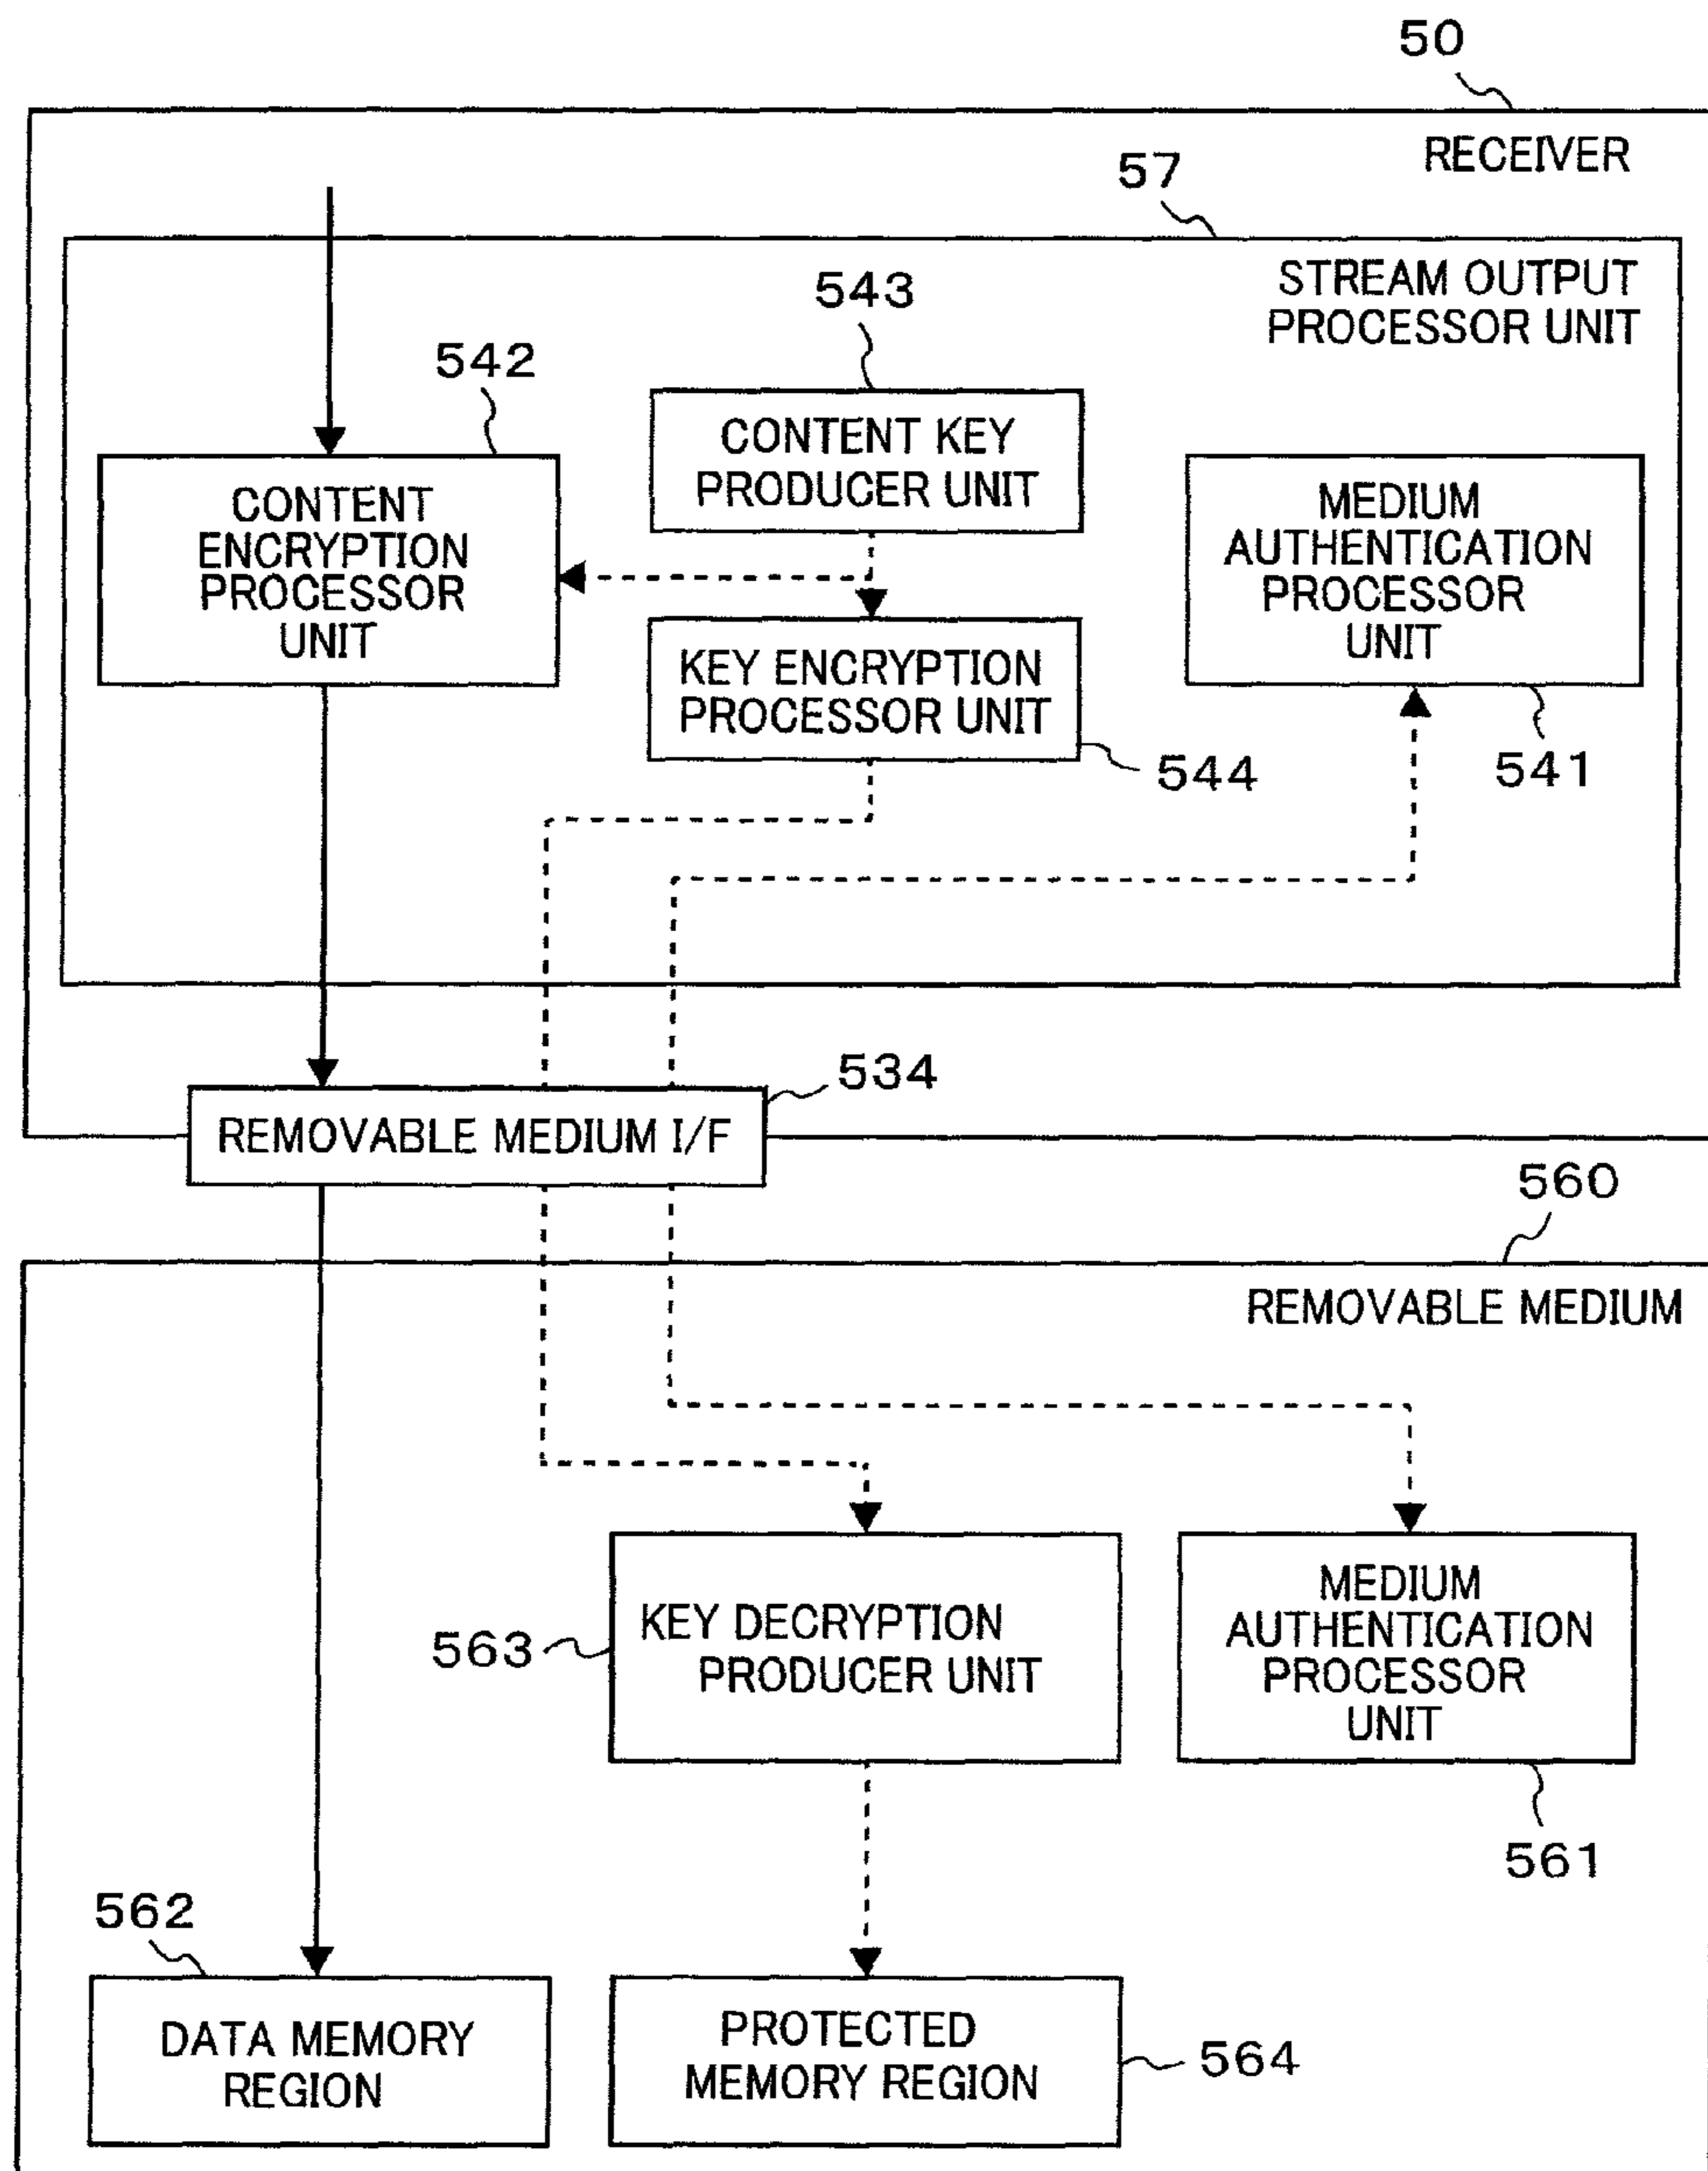 50
RECEIVER
57
STREAM OUTPUT
PROCESSOR UNIT
543
542
CONTENT KEY
PRODUCER UNIT
CONTENT
ENCRYPTION
PROCESSOR
UNIT
MEDIUM
AUTHENTICATION
PROCESSOR
UNIT
KEY ENCRYPTION
PROCESSOR UNIT
544
541
534
REMOVABLE MEDIUM I/F
560
REMOVABLE MEDIUM
563
KEY DECRYPTION
PRODUCER UNIT
MEDIUM
AUTHENTICATION
PROCESSOR
UNIT
561
562
DATA MEMORY
REGION
PROTECTED
MEMORY REGION
564